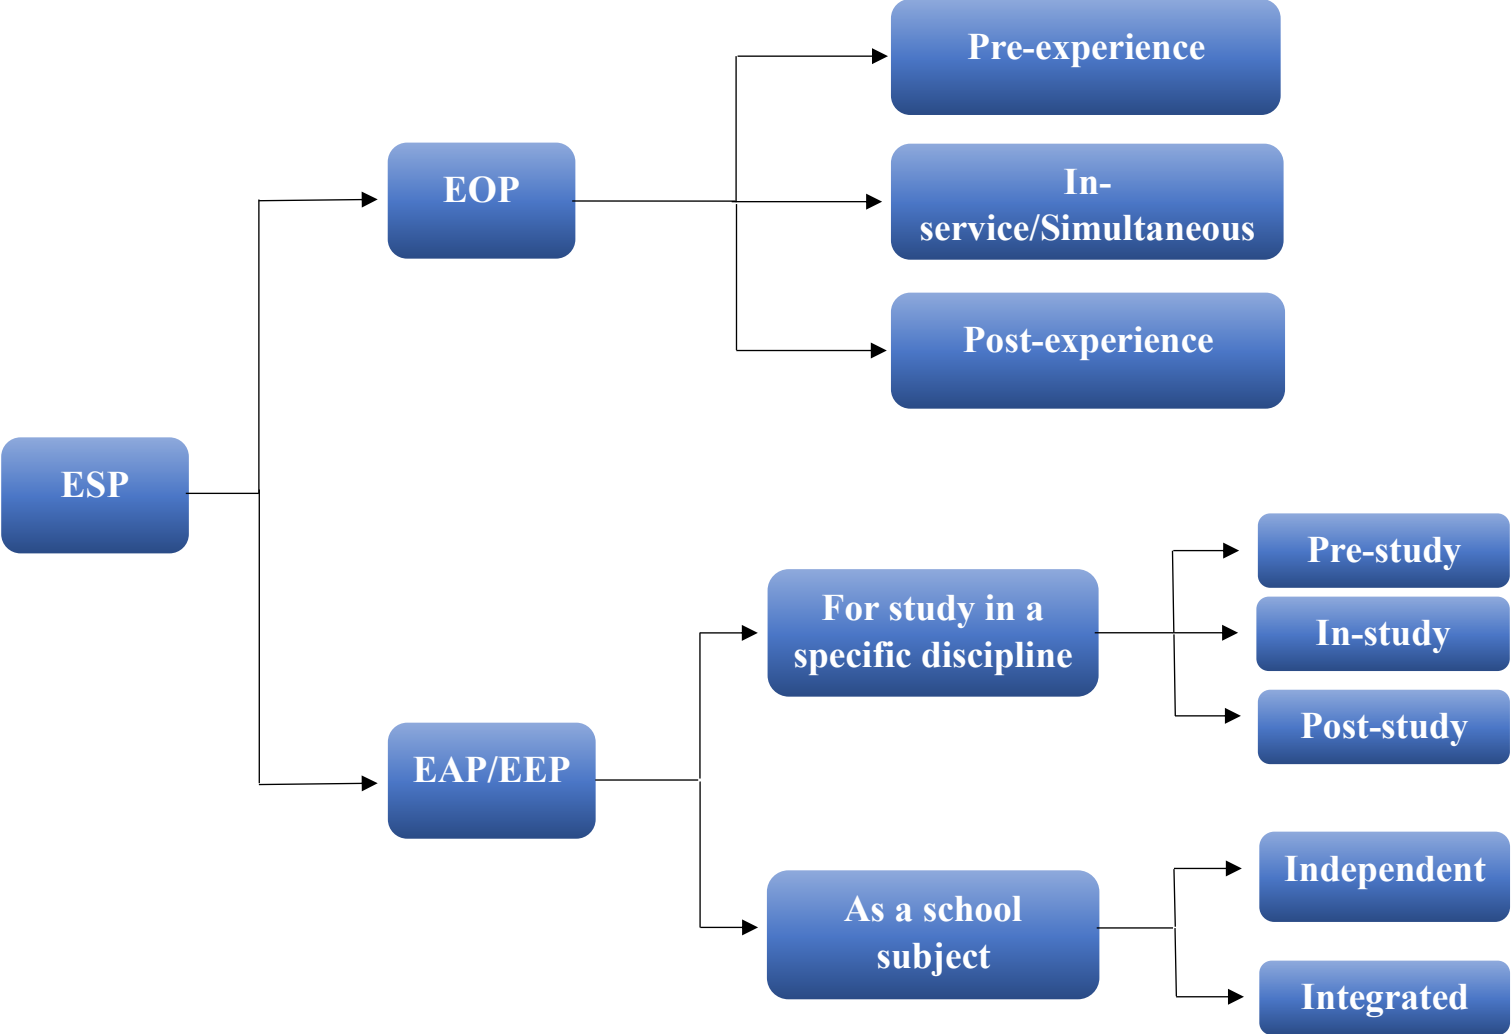 Pre-experience
EOP
In-
service/Simultaneous
Post-experience
ESP
Pre-study
For study in a
specific discipline
In-study
Post-study
EAP/EEP
Independent
As a school
subject
Integrated